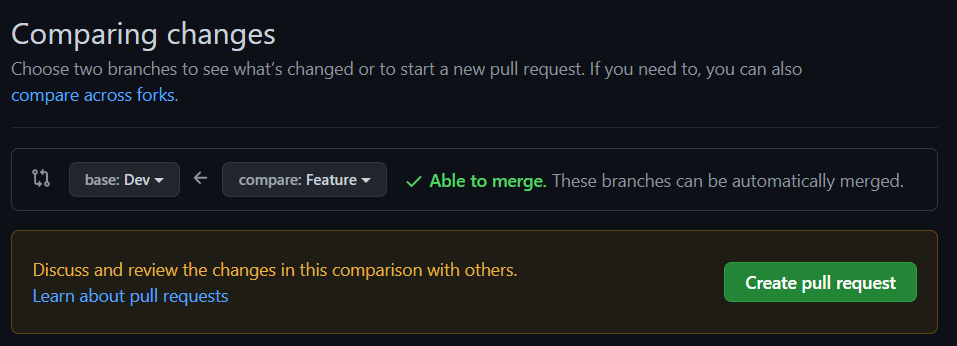 Comparing changes
Choose two branches to see what's changed or to start a new pull request. If you need to, you can also
compare across forks.
base: Dev compare: Feature Able to merge. These branches can be automatically merged.
Discuss and review the changes in this comparison with others.
Learn about pull requests
Create pull request